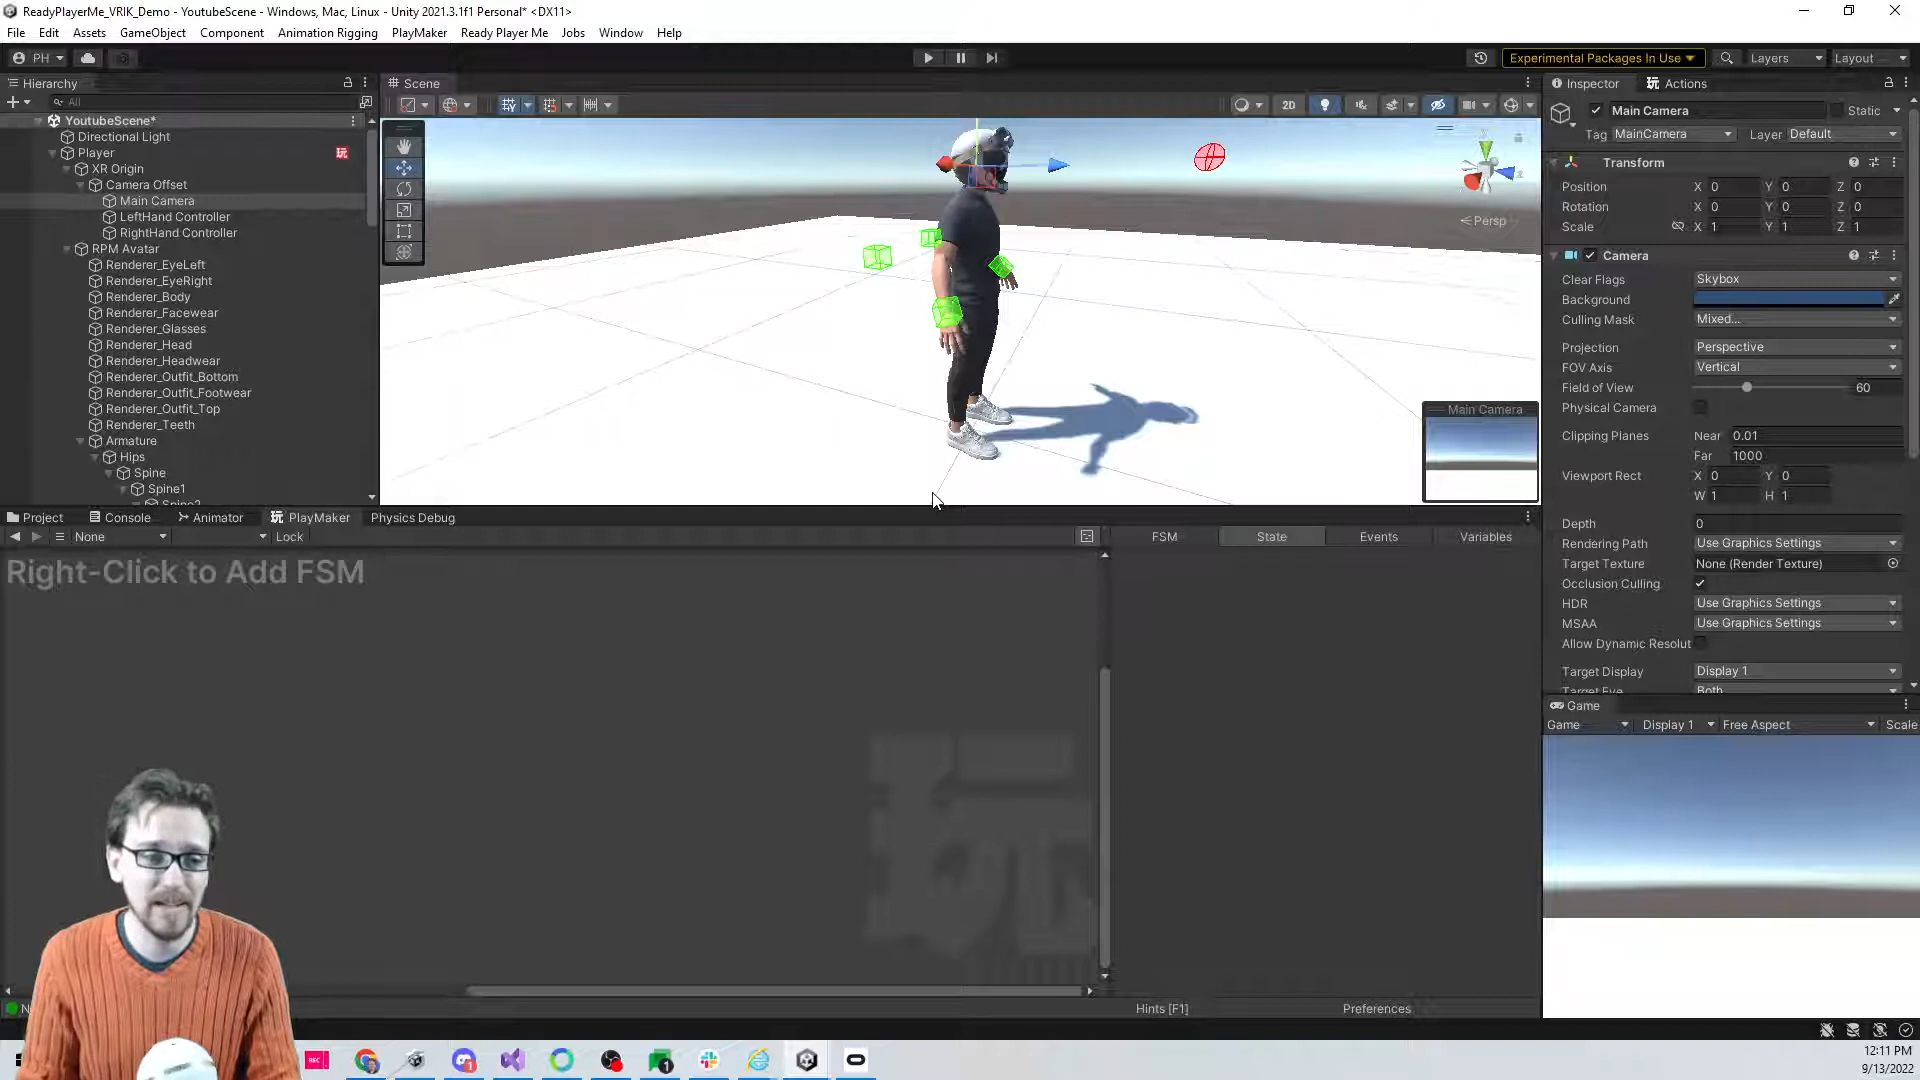 ReadyPlayerMe_VRIK_Demo - YoutubeScene - Windows, Mac, Linux - Unity 2021.3.1f1 Personal* <DX11>
File Edit Assets GameObject Component Animation Rigging PlayMaker Ready Player Me Jobs Window Help
PH Experimental Packages In Use Layers Layout
Hierarchy
All
YoutubeScene*
Directional Light
Player
XR Origin
Camera Offset
Main Camera
LeftHand Controller
RightHand Controller
RPM Avatar
Renderer_EyeLeft
Renderer_EyeRight
Renderer_Body
Renderer_Facewear
Renderer_Glasses
Renderer_Head
Renderer_Headwear
Renderer_Outfit_Bottom
Renderer_Outfit_Footwear
Renderer_Outfit_Top
Renderer_Teeth
Armature
Hips
Spine
Spine1
Spine2
Scene
2D
Persp
Main Camera
Inspector Actions
Main Camera Static
Tag MainCamera Layer Default
Transform
Position X 0 Y 0 Z 0
Rotation X 0 Y 0 Z 0
Scale X 1 Y 1 Z 1
Camera
Clear Flags Skybox
Background
Culling Mask Mixed...
Projection Perspective
FOV Axis Vertical
Field of View 60
Physical Camera
Clipping Planes Near 0.01
Far 1000
Viewport Rect X 0 Y 0
W 1 H 1
Depth 0
Rendering Path Use Graphics Settings
Target Texture None (Render Texture)
Occlusion Culling
HDR Use Graphics Settings
MSAA Use Graphics Settings
Allow Dynamic Resolut
Target Display Display 1
Target Eye Both
Game
Game Display 1 Free Aspect Scale
Project Console Animator PlayMaker Physics Debug
None Lock FSM State Events Variables
Right-Click to Add FSM
Hints [F1] Preferences
REC
12:11 PM
9/13/2022